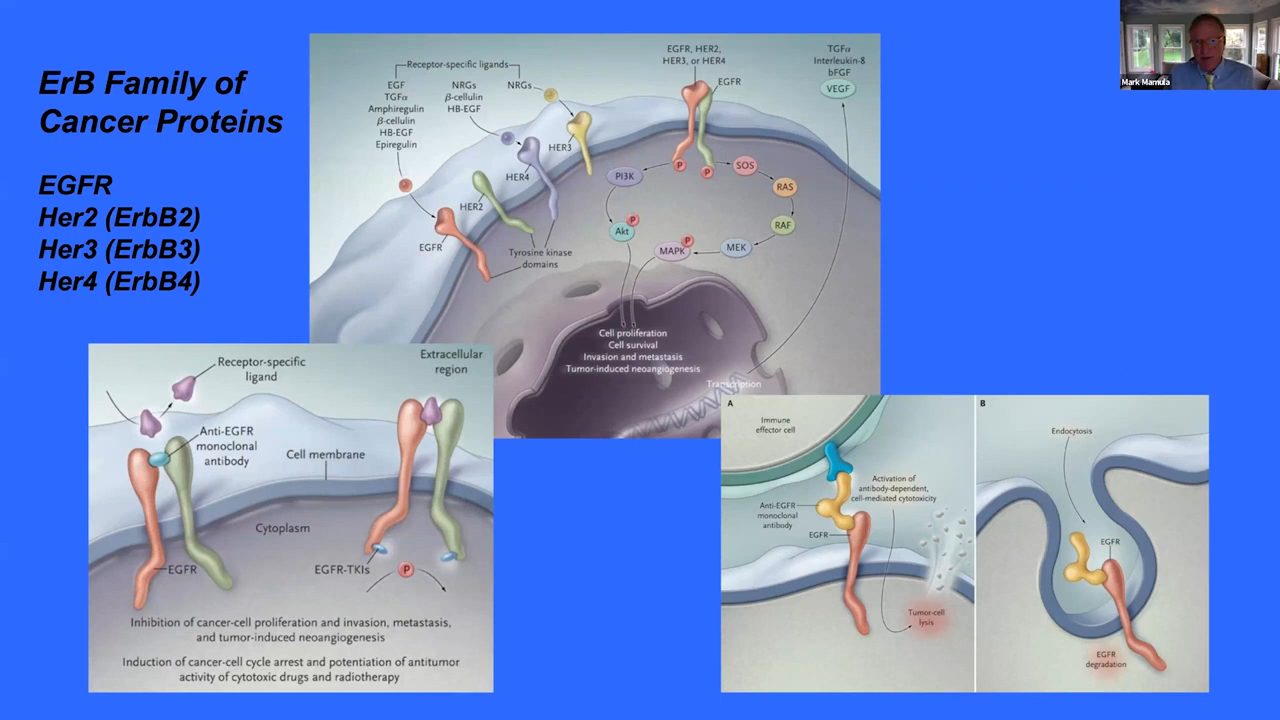 ErB Family of
Cancer Proteins
EGFR
Her2 (ErbB2)
Her3 (ErbB3)
Her4 (ErbB4)
Receptor-specific ligands
EGF
TGFα
Amphiregulin
β-cellulin
HB-EGF
Epiregulin
NRGs
β-cellulin
HB-EGF
NRGs
HER3
HER4
HER2
EGFR
Tyrosine kinase
domains
EGFR, HER2,
HER3, or HER4
EGFR
P
P
PI3K
SOS
RAS
RAF
MEK
MAPK
P
Akt
P
TGFα
Interleukin-8
bFGF
VEGF
Cell proliferation
Cell survival
Invasion and metastasis
Tumor-induced neoangiogenesis
Transcription
Mark Mamula
Receptor-specific
ligand
Extracellular
region
Anti-EGFR
monoclonal
antibody
Cell membrane
Cytoplasm
EGFR
EGFR-TKIs
P
Inhibition of cancer-cell proliferation and invasion, metastasis,
and tumor-induced neoangiogenesis
Induction of cancer-cell cycle arrest and potentiation of antitumor
activity of cytotoxic drugs and radiotherapy
A
Immune
effector cell
Activation of
antibody-dependent,
cell-mediated cytotoxicity
Anti-EGFR
monoclonal
antibody
EGFR
Tumor-cell
lysis
B
Endocytosis
EGFR
EGFR
degradation